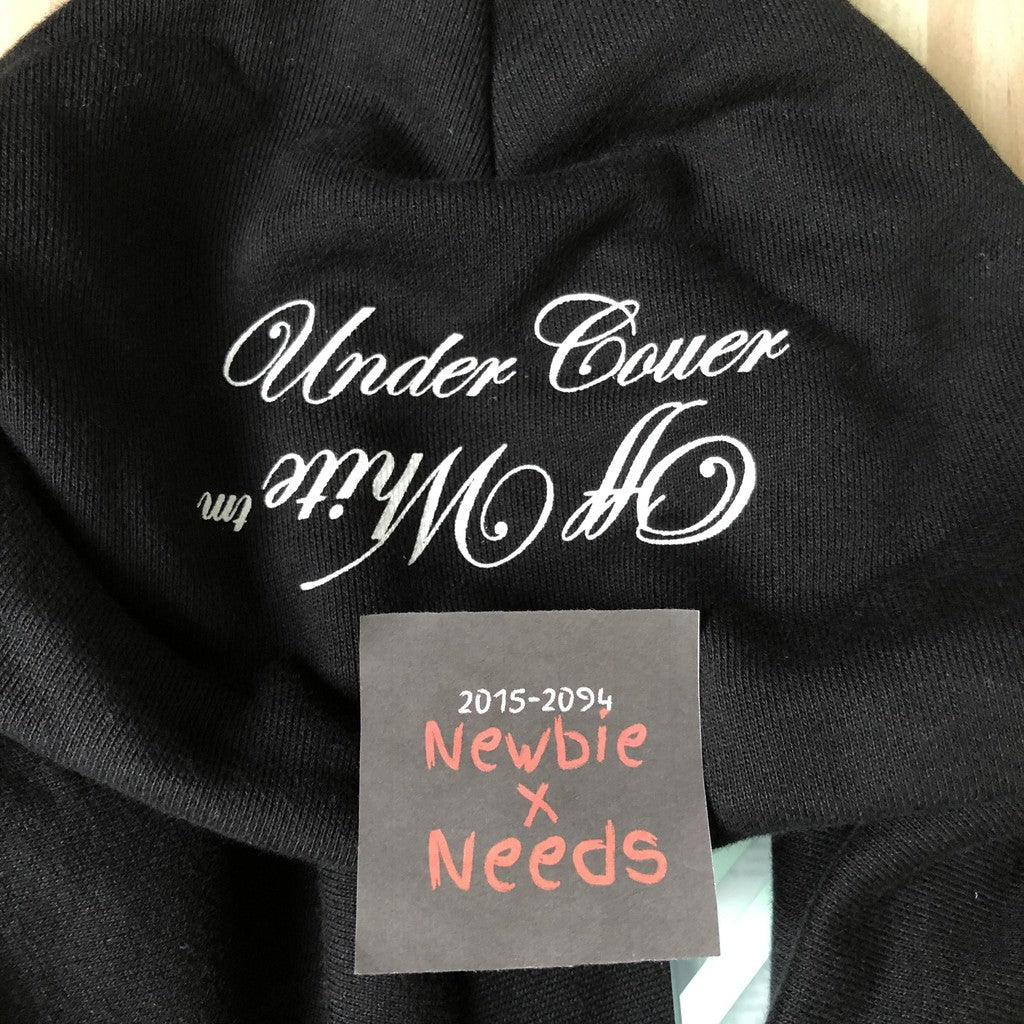 Under Cover
Off White tm
2015-2094
Newbie
x
Needs